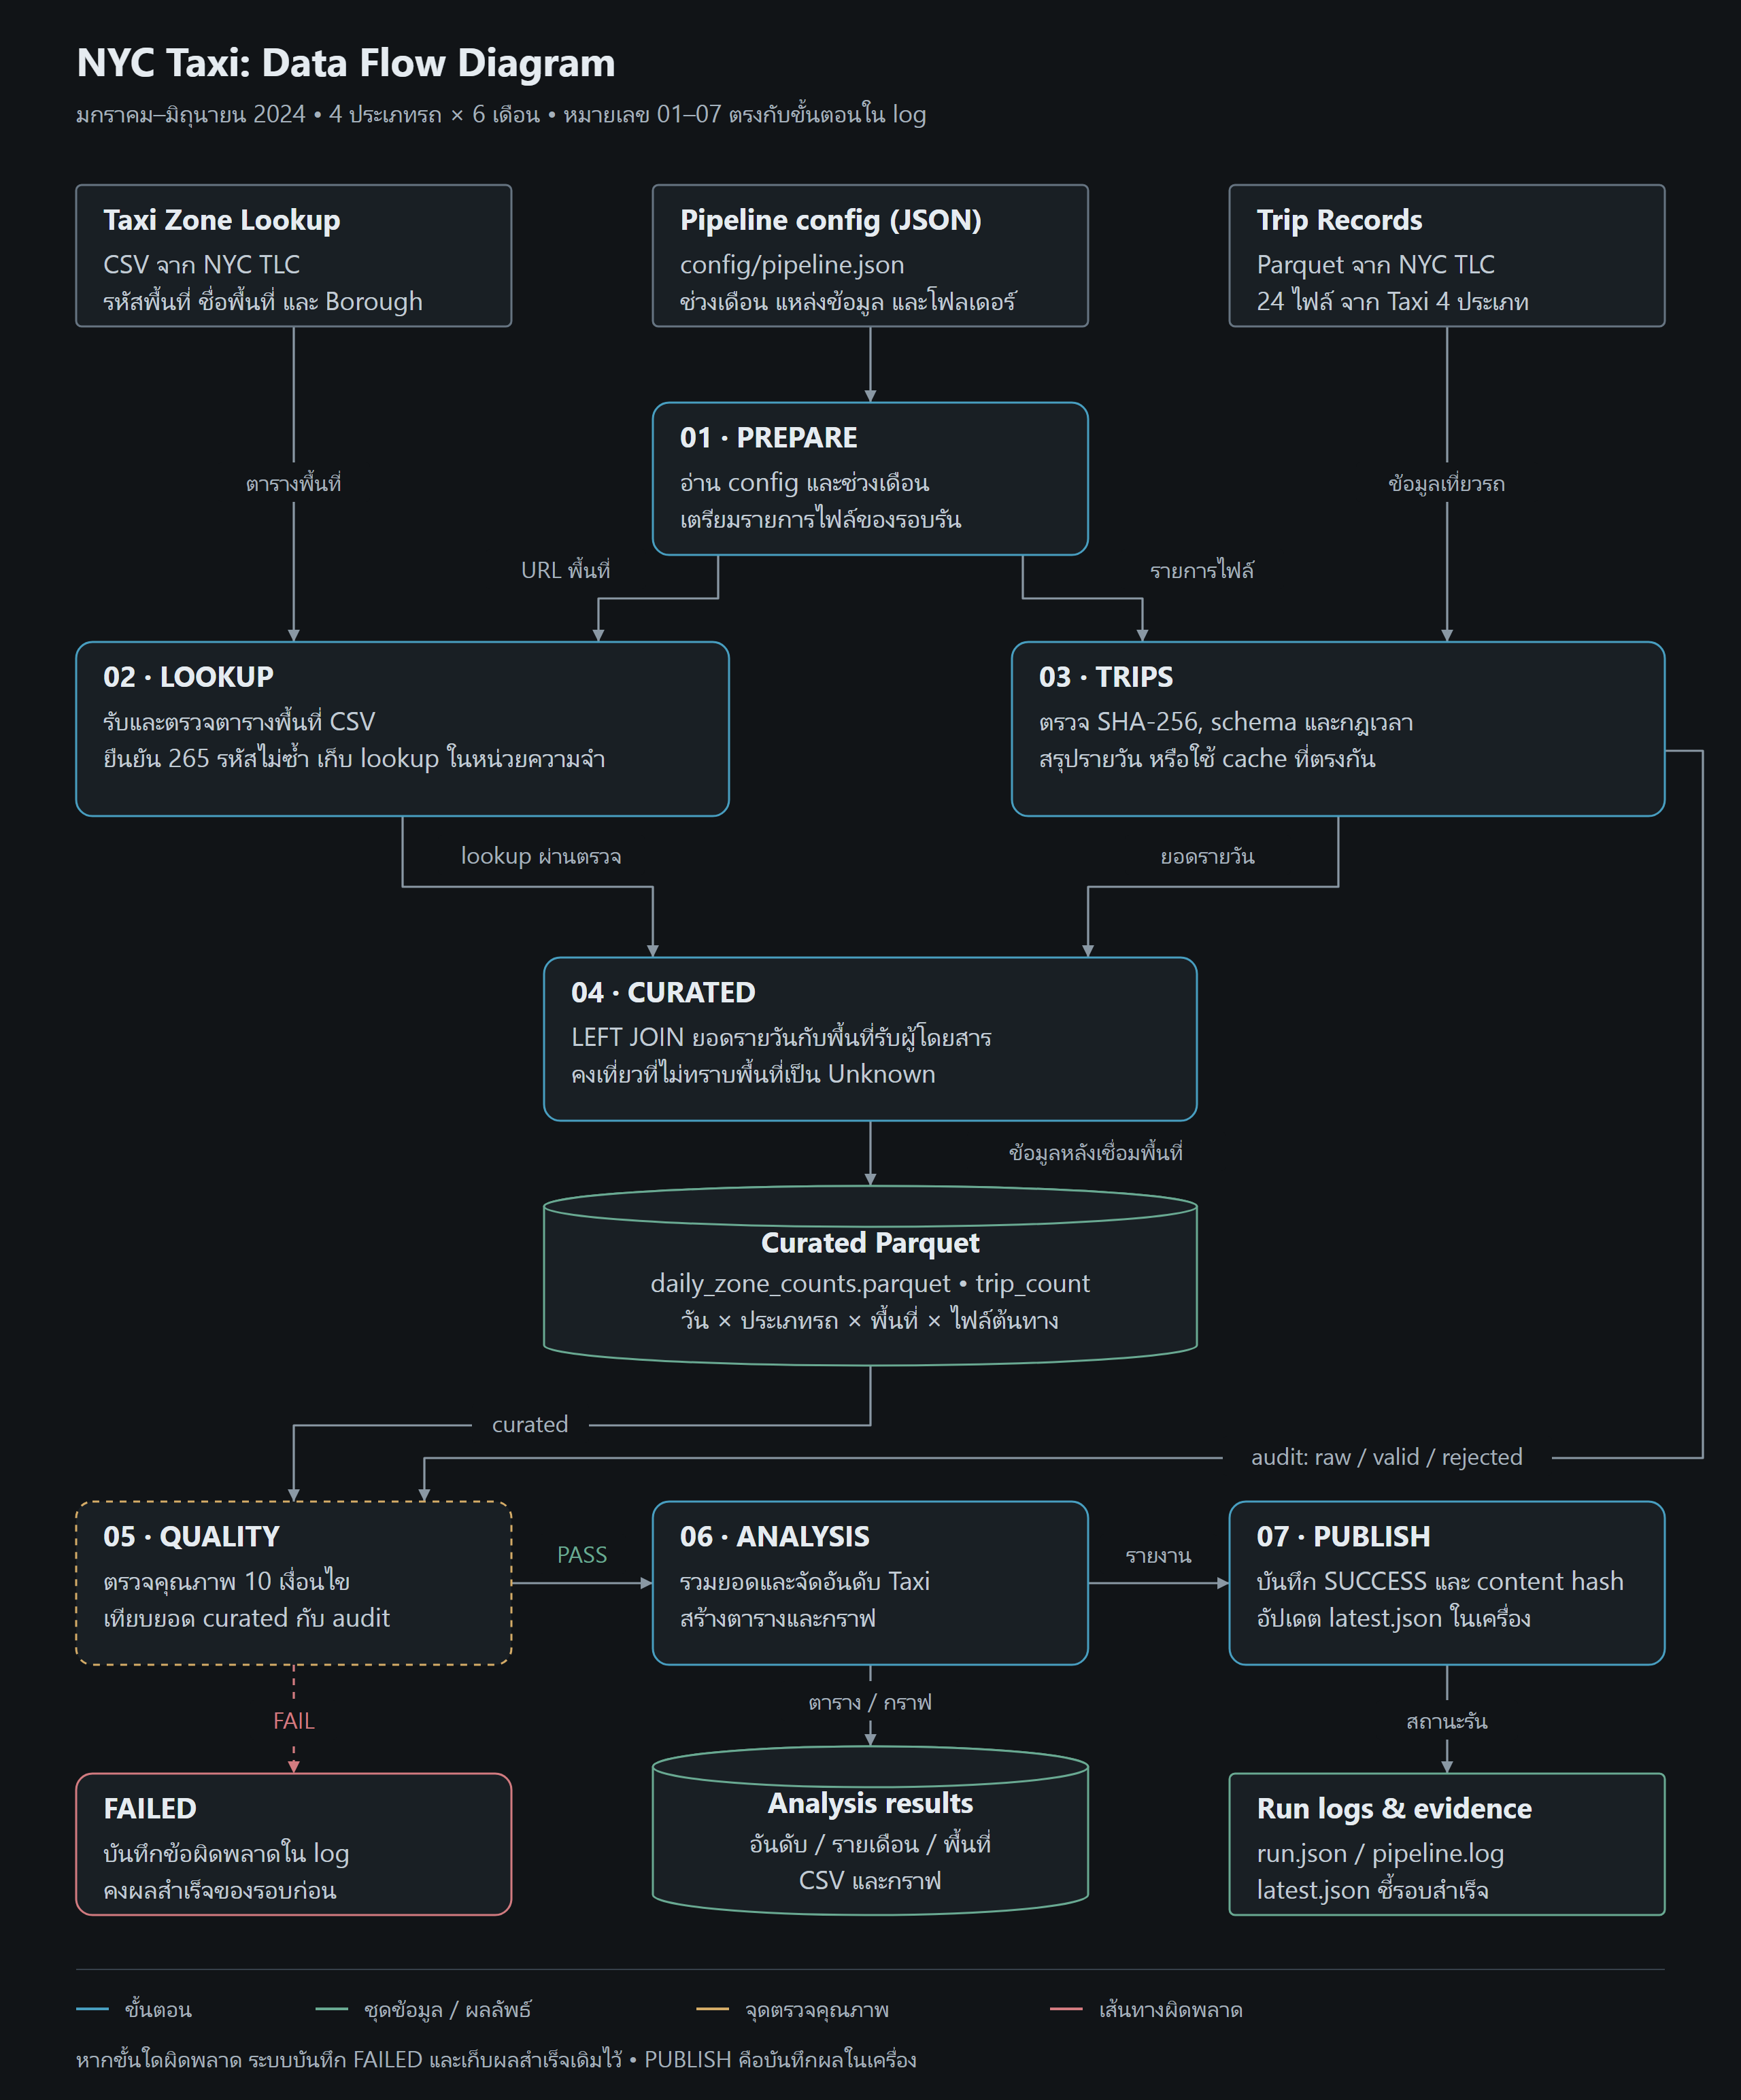 NYC Taxi: Data Flow Diagram
มกราคม–มิถุนายน 2024 • 4 ประเภทรถ × 6 เดือน • หมายเลข 01–07 ตรงกับขั้นตอนใน log
Taxi Zone Lookup
CSV จาก NYC TLC
รหัสพื้นที่ ชื่อพื้นที่ และ Borough
Pipeline config (JSON)
config/pipeline.json
ช่วงเดือน แหล่งข้อมูล และโฟลเดอร์
Trip Records
Parquet จาก NYC TLC
24 ไฟล์ จาก Taxi 4 ประเภท
01 · PREPARE
อ่าน config และช่วงเดือน
เตรียมรายการไฟล์ของรอบรัน
ตารางพื้นที่
ข้อมูลเที่ยวรถ
URL พื้นที่
รายการไฟล์
02 · LOOKUP
รับและตรวจตารางพื้นที่ CSV
ยืนยัน 265 รหัสไม่ซ้ำ เก็บ lookup ในหน่วยความจำ
03 · TRIPS
ตรวจ SHA-256, schema และกฎเวลา
สรุปรายวัน หรือใช้ cache ที่ตรงกัน
lookup ผ่านตรวจ
ยอดรายวัน
04 · CURATED
LEFT JOIN ยอดรายวันกับพื้นที่รับผู้โดยสาร
คงเที่ยวที่ไม่ทราบพื้นที่เป็น Unknown
ข้อมูลหลังเชื่อมพื้นที่
Curated Parquet
daily_zone_counts.parquet • trip_count
วัน × ประเภทรถ × พื้นที่ × ไฟล์ต้นทาง
curated
audit: raw / valid / rejected
05 · QUALITY
ตรวจคุณภาพ 10 เงื่อนไข
เทียบยอด curated กับ audit
PASS
06 · ANALYSIS
รวมยอดและจัดอันดับ Taxi
สร้างตารางและกราฟ
รายงาน
07 · PUBLISH
บันทึก SUCCESS และ content hash
อัปเดต latest.json ในเครื่อง
FAIL
ตาราง / กราฟ
สถานะรัน
FAILED
บันทึกข้อผิดพลาดใน log
คงผลสำเร็จของรอบก่อน
Analysis results
อันดับ / รายเดือน / พื้นที่
CSV และกราฟ
Run logs & evidence
run.json / pipeline.log
latest.json ชี้รอบสำเร็จ
ขั้นตอน
ชุดข้อมูล / ผลลัพธ์
จุดตรวจคุณภาพ
เส้นทางผิดพลาด
หากขั้นใดผิดพลาด ระบบบันทึก FAILED และเก็บผลสำเร็จเดิมไว้ • PUBLISH คือบันทึกผลในเครื่อง